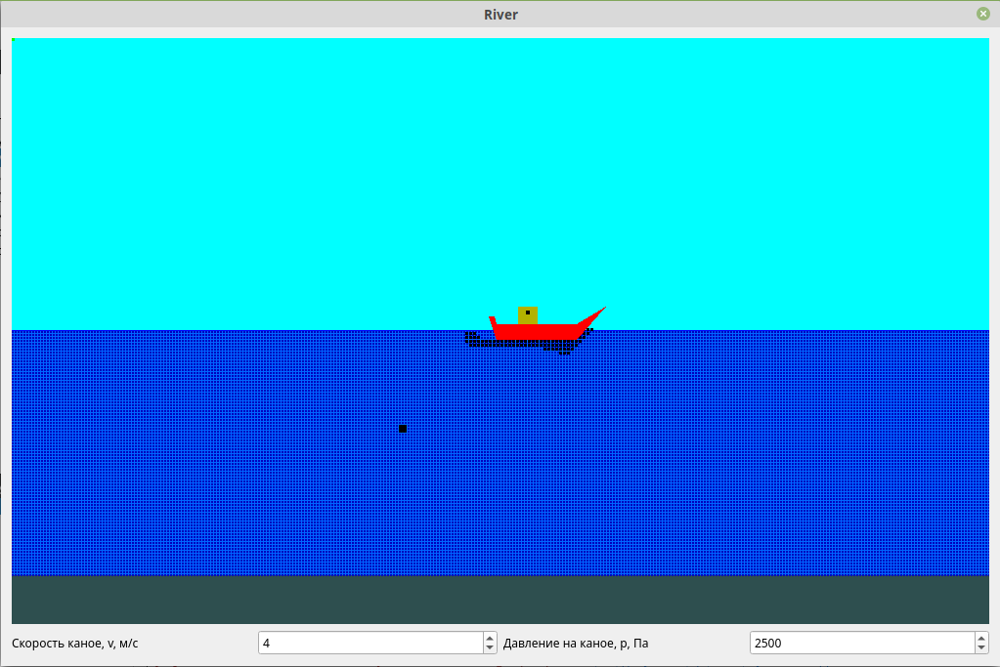 River
Скорость каное, v, м/с
4
Давление на каное, p, Па
2500